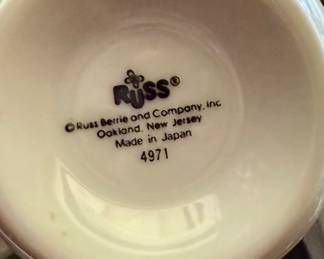 RUSS®
© Russ Berrie and Company, Inc
Oakland, New Jersey
Made in Japan
4971